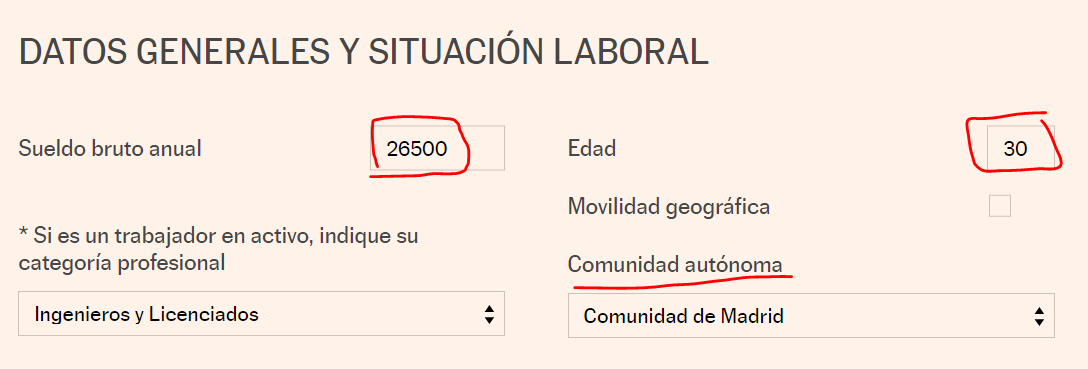 DATOS GENERALES Y SITUACIÓN LABORAL
Sueldo bruto anual
26500
Edad
30
Movilidad geográfica
* Si es un trabajador en activo, indique su
categoría profesional
Comunidad autónoma
Ingenieros y Licenciados
Comunidad de Madrid